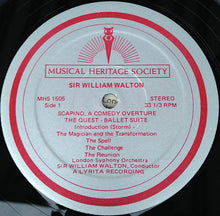 MUSICAL HERITAGE SOCIETY
SIR WILLIAM WALTON
MHS 1505
Side 1
STEREO
33 1/3 RPM
SCAPINO, A COMEDY OVERTURE
THE QUEST - BALLET SUITE
Introduction (Storm) -
The Magician and the Transformation
The Spell
The Challenge
The Reunion
London Symphony Orchestra
SIR WILLIAM WALTON, Conductor
A LYRITA RECORDING